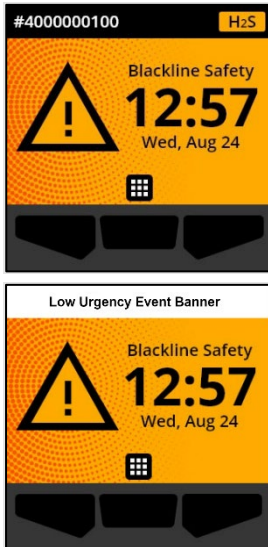 #4000000100 H2S
Blackline Safety
12:57
Wed, Aug 24
Low Urgency Event Banner
Blackline Safety
12:57
Wed, Aug 24